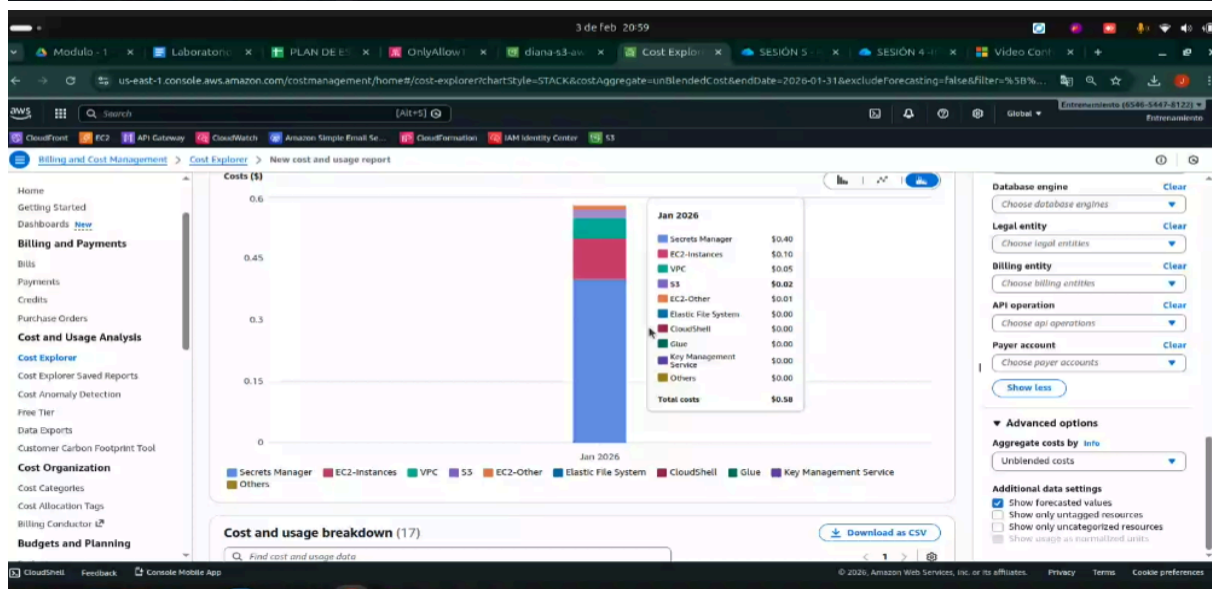 3 de feb 20:59
Modulo - 1
Laboratorio
PLAN DE ES
OnlyAllow
diana-s3-aw
Cost Explor
SESIÓN 5 -
SESIÓN 4 -
Video Conf
us-east-1.console.aws.amazon.com/costmanagement/home#/cost-explorer?chartStyle=STACK&costAggregate=unBlendedCost&endDate=2026-01-31&excludeForecasting=false&filter=%5B%...
aws
Search
[Alt+S]
Global
Entrenamiento (6546-5447-8122)
Entrenamiento
CloudFront
EC2
API Gateway
CloudWatch
Amazon Simple Email Se...
CloudFormation
IAM Identity Center
S3
Billing and Cost Management > Cost Explorer > New cost and usage report
Home
Getting Started
Dashboards New
Billing and Payments
Bills
Payments
Credits
Purchase Orders
Cost and Usage Analysis
Cost Explorer
Cost Explorer Saved Reports
Cost Anomaly Detection
Free Tier
Data Exports
Customer Carbon Footprint Tool
Cost Organization
Cost Categories
Cost Allocation Tags
Billing Conductor
Budgets and Planning
Costs ($)
0.6
0.45
0.3
0.15
0
Jan 2026
Jan 2026
Secrets Manager $0.40
EC2-Instances $0.10
VPC $0.05
S3 $0.02
EC2-Other $0.01
Elastic File System $0.00
CloudShell $0.00
Glue $0.00
Key Management Service $0.00
Others $0.00
Total costs $0.58
Secrets Manager EC2-Instances VPC S3 EC2-Other Elastic File System CloudShell Glue Key Management Service
Others
Cost and usage breakdown (17)
Download as CSV
Find cost and usage data
< 1 >
Database engine Clear
Choose database engines
Legal entity Clear
Choose legal entities
Billing entity Clear
Choose billing entities
API operation Clear
Choose api operations
Payer account Clear
Choose payer accounts
Show less
Advanced options
Aggregate costs by Info
Unblended costs
Additional data settings
Show forecasted values
Show only untagged resources
Show only uncategorized resources
Show usage as normalized units
CloudShell Feedback Console Mobile App
© 2026, Amazon Web Services, Inc. or its affiliates. Privacy Terms Cookie preferences